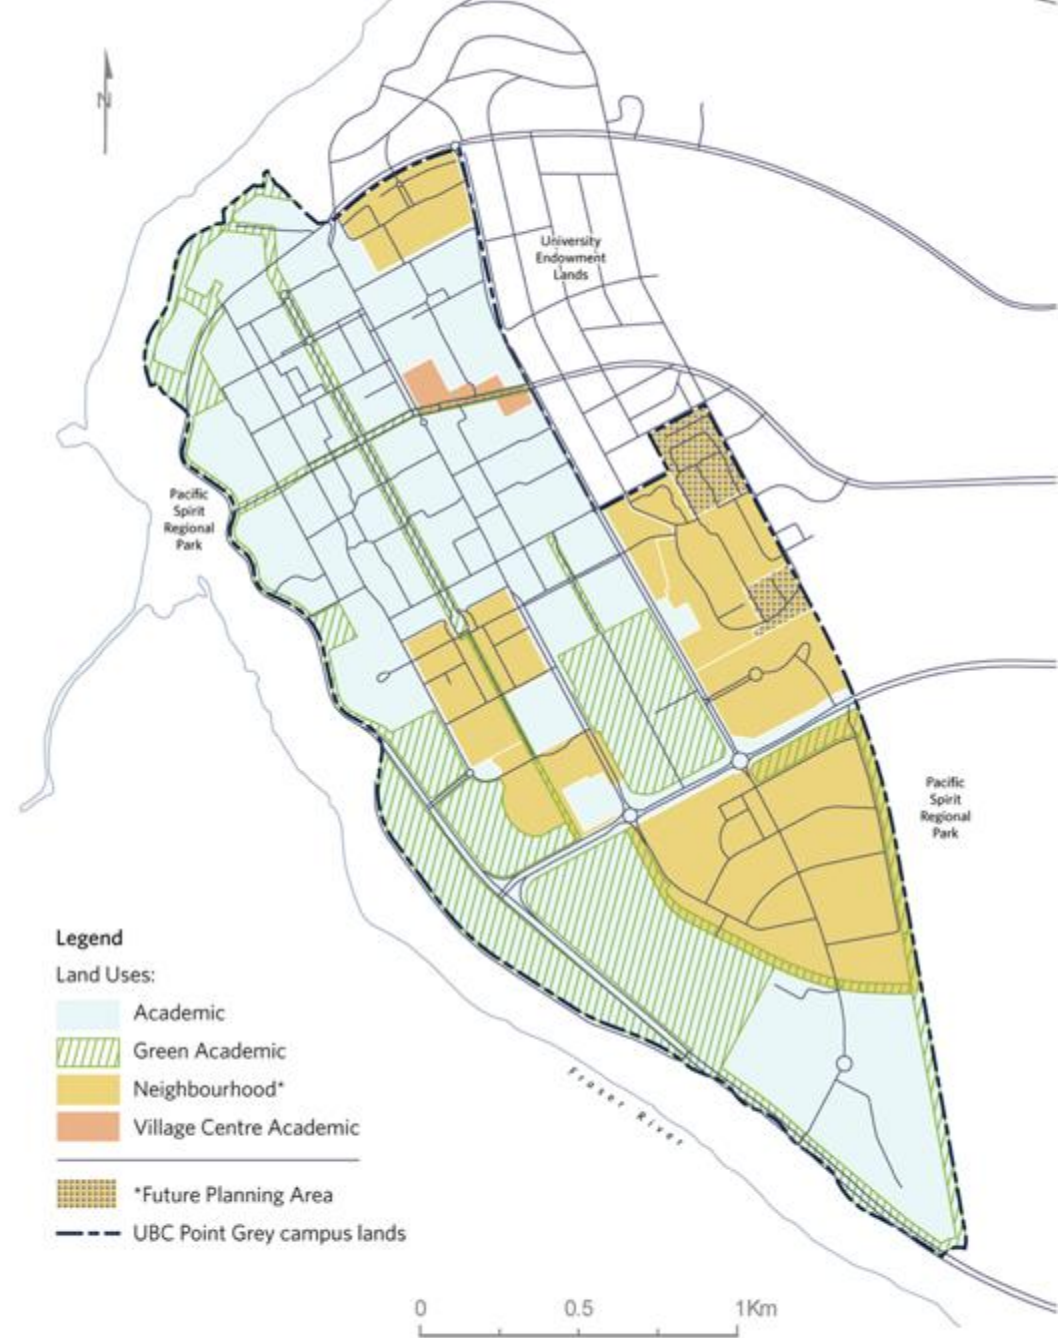 N
University
Endowment
Lands
Pacific
Spirit
Regional
Park
Pacific
Spirit
Regional
Park
Legend
Land Uses:
Academic
Green Academic
Neighbourhood*
Village Centre Academic
*Future Planning Area
UBC Point Grey campus lands
Fraser River
0 0.5 1Km